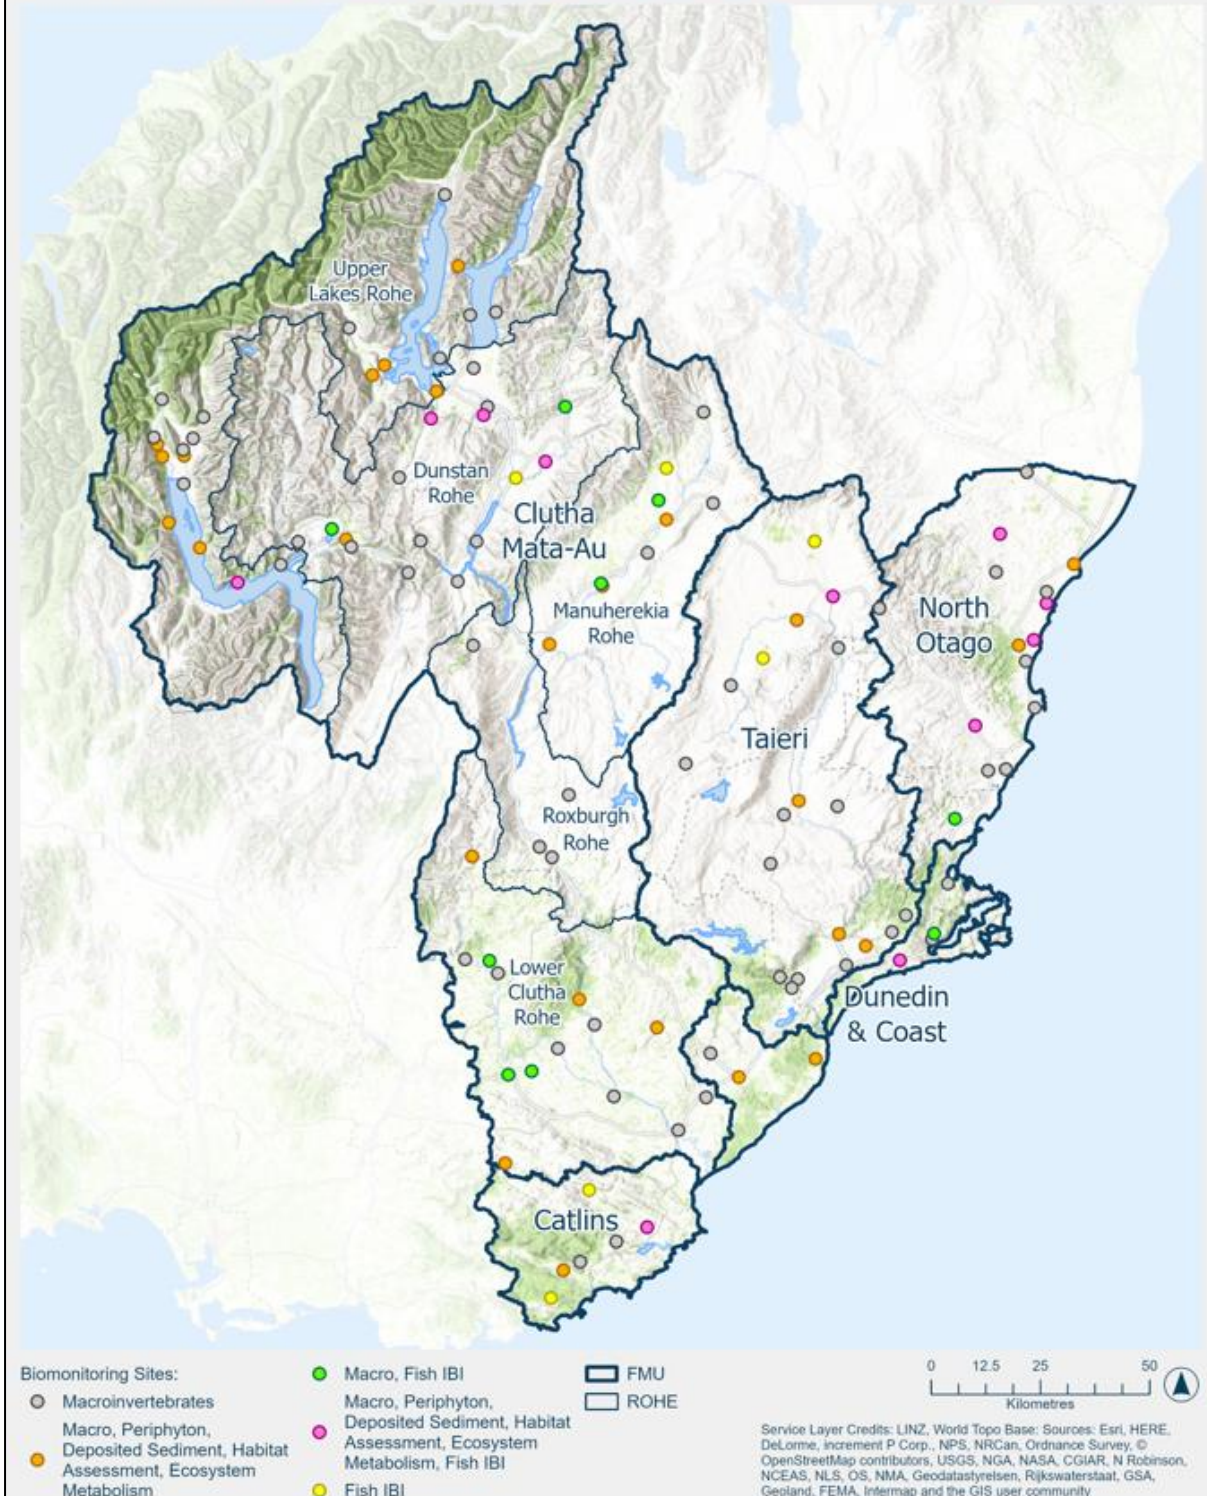 Upper
Lakes Rohe
Dunstan
Rohe
Clutha
Mata-Au
Manuherekia
Rohe
North
Otago
Taieri
Roxburgh
Rohe
Lower
Clutha
Rohe
Dunedin
& Coast
Catlins
Biomonitoring Sites:
Macroinvertebrates
Macro, Periphyton,
Deposited Sediment, Habitat
Assessment, Ecosystem
Metabolism
Macro, Fish IBI
Macro, Periphyton,
Deposited Sediment, Habitat
Assessment, Ecosystem
Metabolism, Fish IBI
Fish IBI
FMU
ROHE
0 12.5 25 50
Kilometres
Service Layer Credits: LINZ, World Topo Base: Sources: Esri, HERE,
DeLorme, increment P Corp., NPS, NRCan, Ordnance Survey, ©
OpenStreetMap contributors, USGS, NGA, NASA, CGIAR, N Robinson,
NCEAS, NLS, OS, NMA, Geodatastyrelsen, Rijkswaterstaat, GSA,
Geoland, FEMA, Intermap and the GIS user community